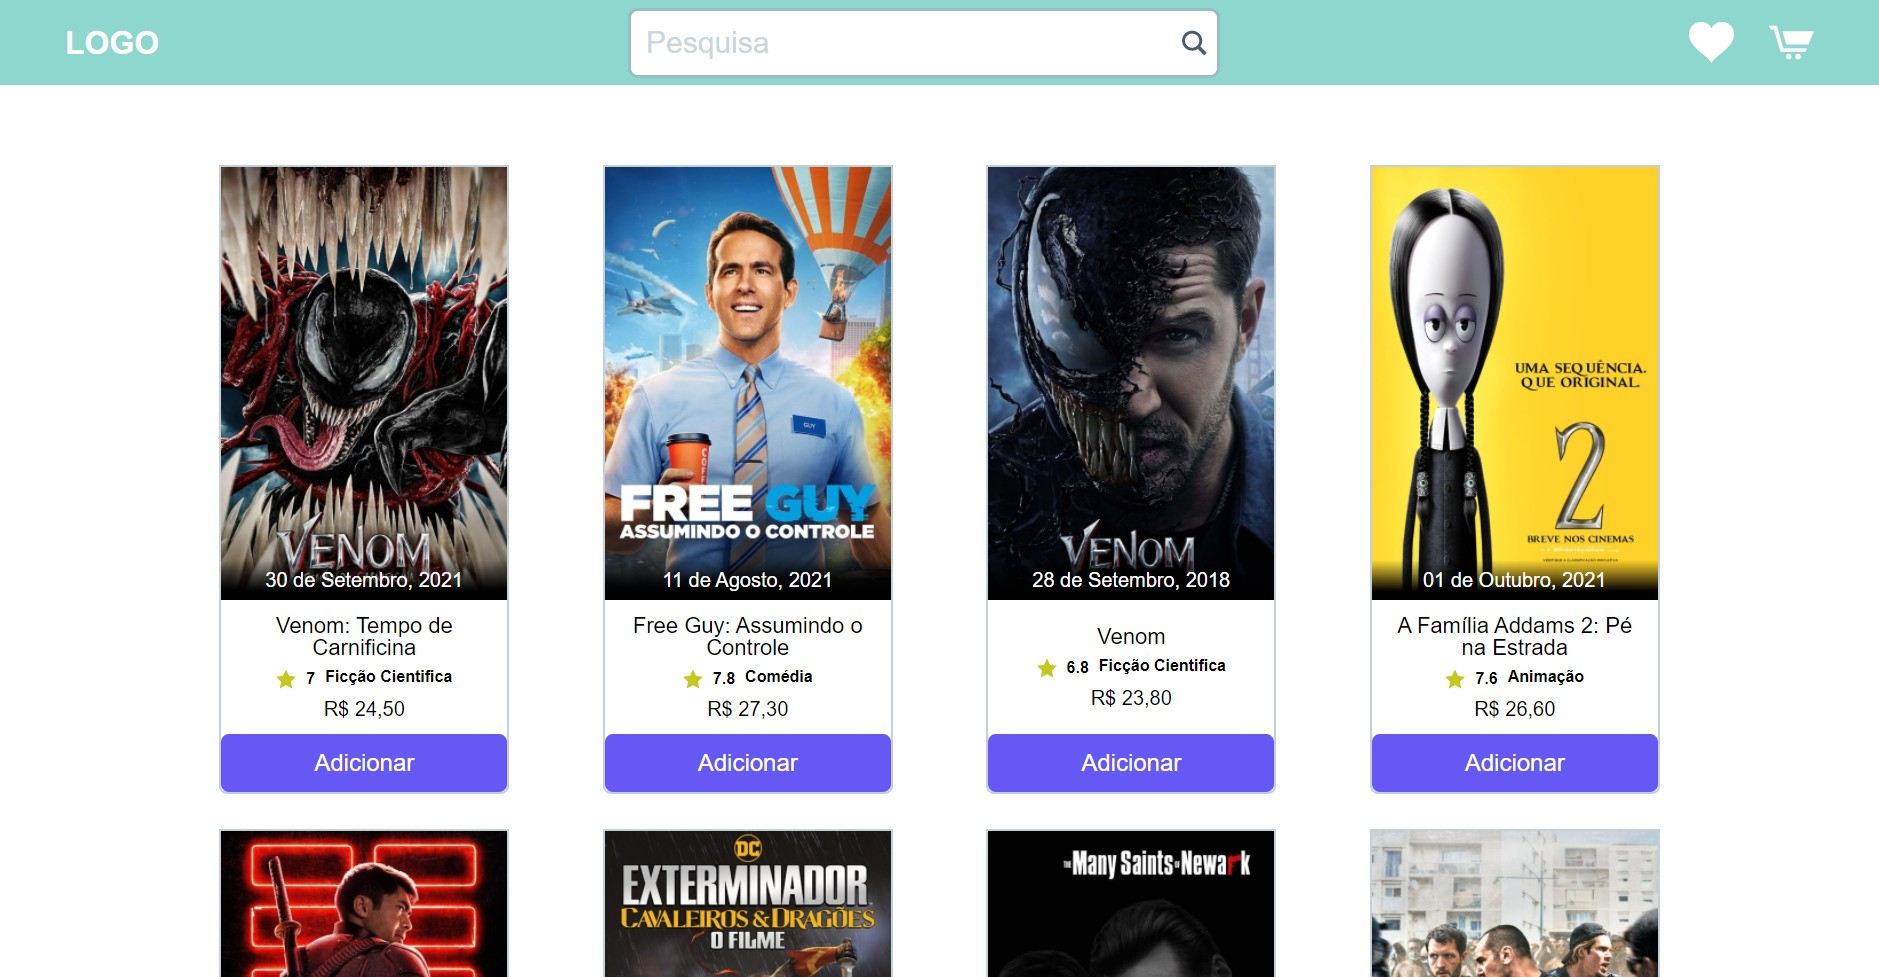 LOGO
Pesquisa
VENOM
30 de Setembro, 2021
Venom: Tempo de
Carnificina
7 Ficção Cientifica
R$ 24,50
Adicionar
GUY
FREE GUY
ASSUMINDO O CONTROLE
11 de Agosto, 2021
Free Guy: Assumindo o
Controle
7.8 Comédia
R$ 27,30
Adicionar
VENOM
28 de Setembro, 2018
Venom
6.8 Ficção Cientifica
R$ 23,80
Adicionar
UMA SEQUÊNCIA.
QUE ORIGINAL.
2
BREVE NOS CINEMAS
01 de Outubro, 2021
A Família Addams 2: Pé
na Estrada
7.6 Animação
R$ 26,60
Adicionar
DC
EXTERMINADOR
CAVALEIROS & DRAGÕES
O FILME
THE Many Saints OF Newark